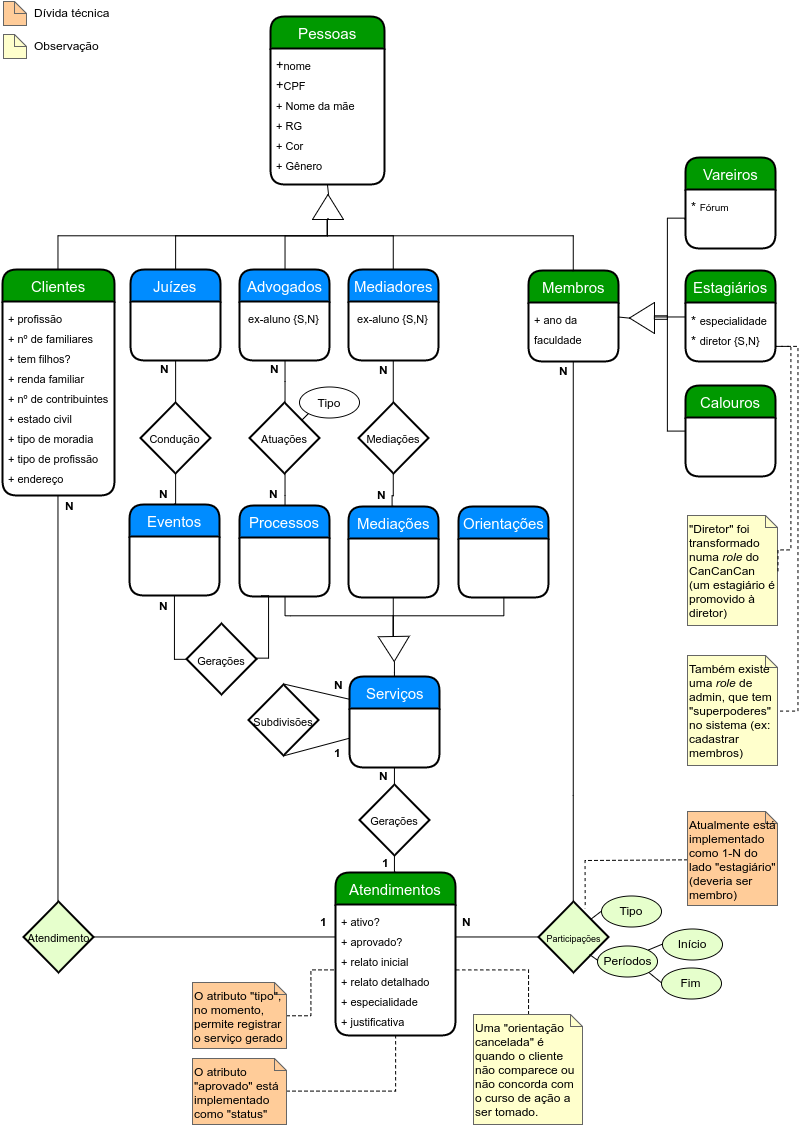 Dívida técnica
Observação
Pessoas
+nome
+CPF
+ Nome da mãe
+ RG
+ Cor
+ Gênero
Vareiros
* Fórum
Clientes
+ profissão
+ nº de familiares
+ tem filhos?
+ renda familiar
+ nº de contribuintes
+ estado civil
+ tipo de moradia
+ tipo de profissão
+ endereço
Juízes
Advogados
ex-aluno {S,N}
Mediadores
ex-aluno {S,N}
Membros
+ ano da
faculdade
Estagiários
* especialidade
* diretor {S,N}
Calouros
N
N
N
N
N
Condução
Atuações
Tipo
Mediações
N
N
N
Eventos
Processos
Mediações
Orientações
N
Gerações
"Diretor" foi
transformado
numa role do
CanCanCan
(um estagiário é
promovido à
diretor)
Também existe
uma role de
admin, que tem
"superpoderes"
no sistema (ex:
cadastrar
membros)
Serviços
N
Subdivisões
1
N
Gerações
1
Atualmente está
implementado
como 1-N do
lado "estagiário"
(deveria ser
membro)
Atendimentos
+ ativo?
+ aprovado?
+ relato inicial
+ relato detalhado
+ especialidade
+ justificativa
Atendimento
1
N
Participações
Tipo
Períodos
Início
Fim
O atributo "tipo",
no momento,
permite registrar
o serviço gerado
O atributo
"aprovado" está
implementado
como "status"
Uma "orientação
cancelada" é
quando o cliente
não comparece ou
não concorda com
o curso de ação a
ser tomado.